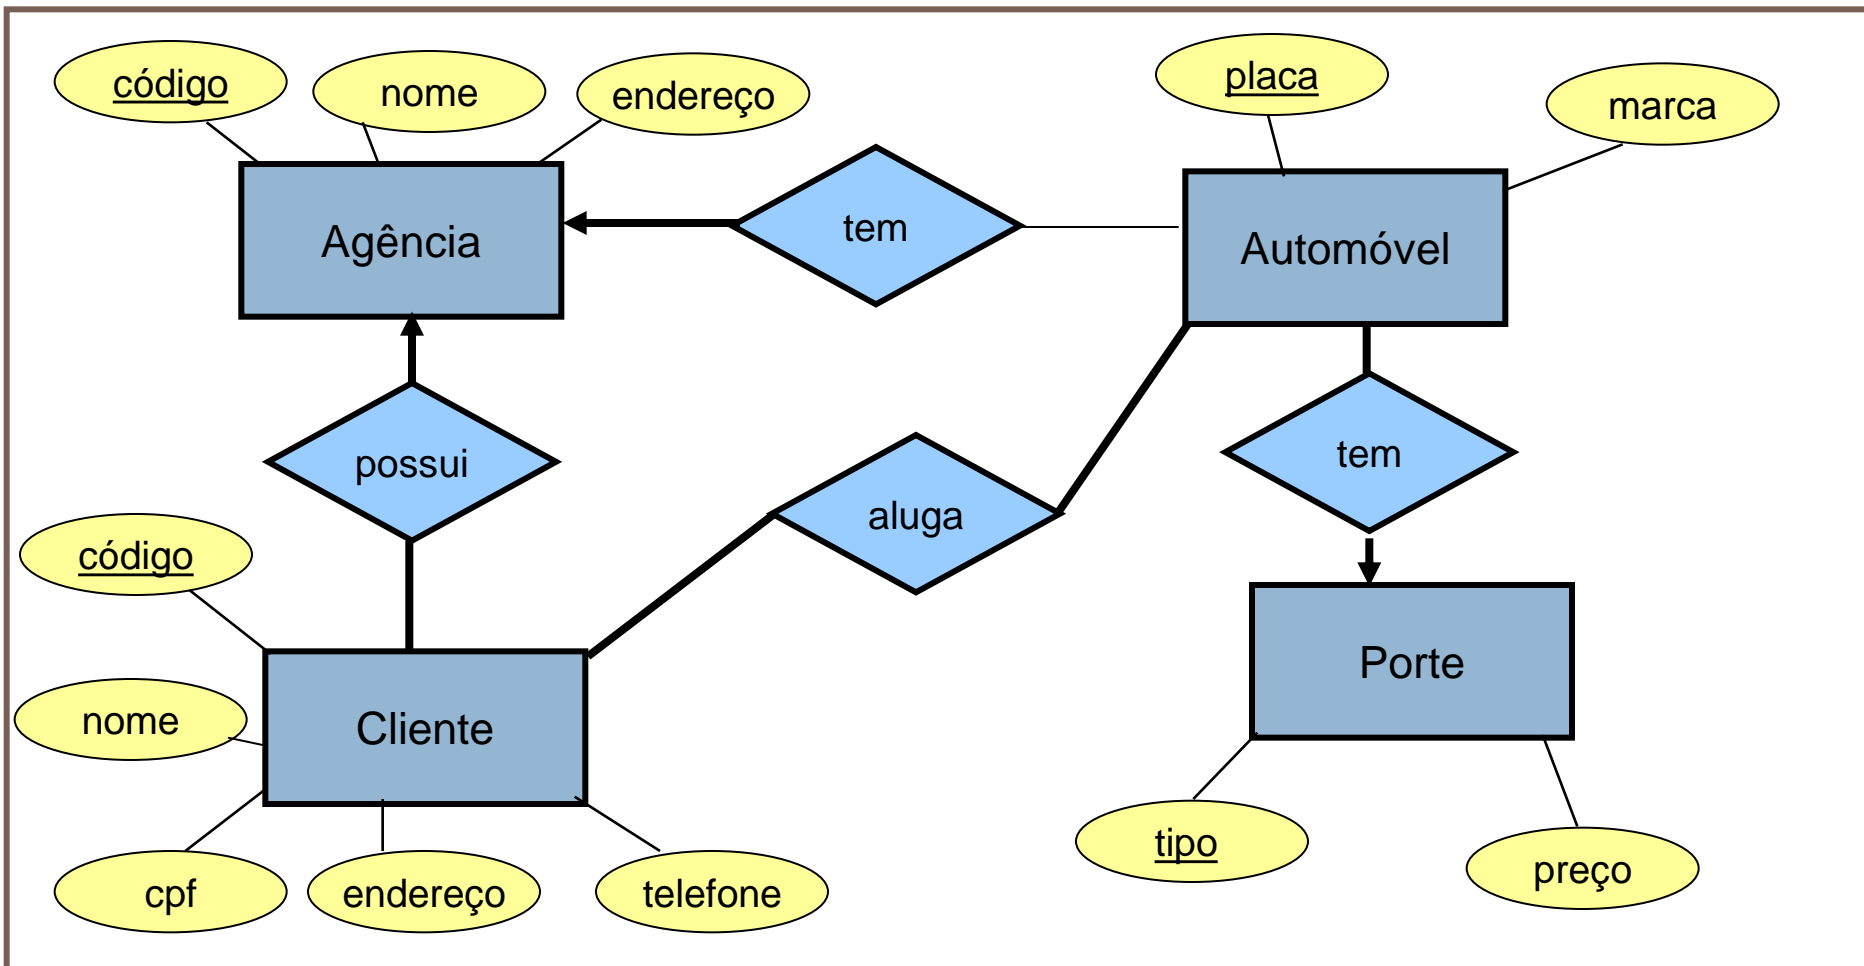 código
nome
endereço
placa
marca
Agência
tem
Automóvel
possui
aluga
tem
código
nome
Cliente
Porte
cpf
endereço
telefone
tipo
preço